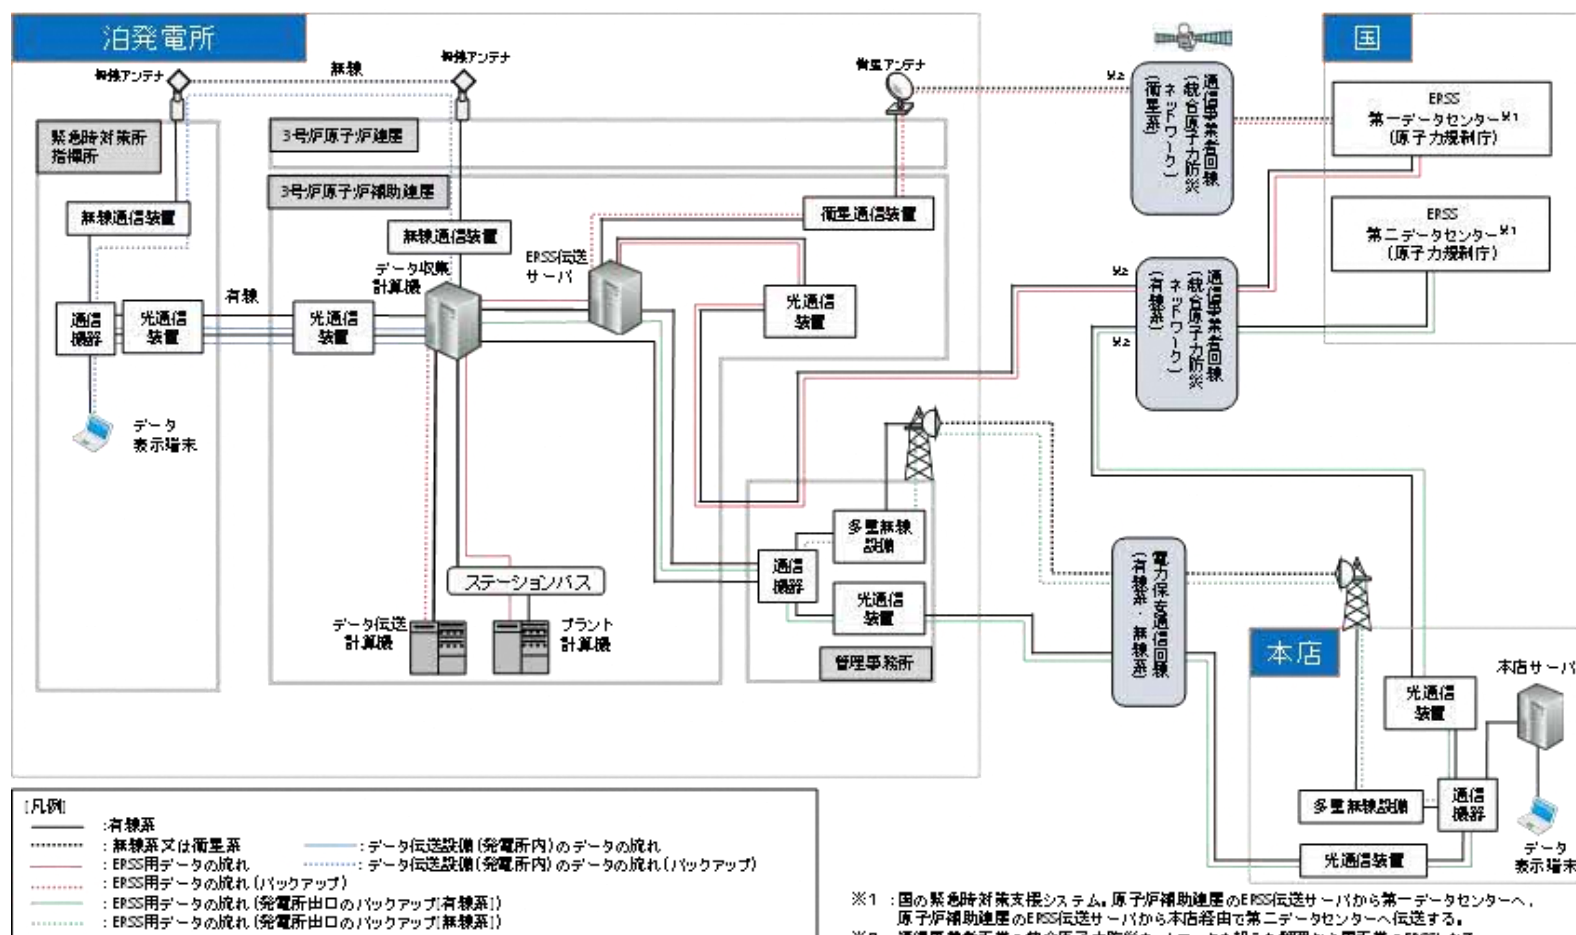 泊発電所
無線アンテナ
無線
無線アンテナ
衛星アンテナ
緊急時対策所
指揮所
3号炉原子炉建屋
3号炉原子炉補助建屋
無線通信装置
無線通信装置
衛星通信装置
データ収集
計算機
ERSS伝送
サーバ
有線
通信
機器
光通信
装置
光通信
装置
光通信
装置
データ
表示端末
ステーションバス
データ伝送
計算機
プラント
計算機
多重無線
設備
通信
機器
光通信
装置
管理事務所
国
※2
通信事業者回線
(統合原子力防災
ネットワーク)
(衛星系)
ERSS
第一データセンター※1
(原子力規制庁)
ERSS
第二データセンター※1
(原子力規制庁)
※2
※2
通信事業者回線
(統合原子力防災
ネットワーク)
(有線系)
電力保安通信回線
(有線系・無線系)
本店
本店サーバ
光通信
装置
多重無線設備
通信
機器
光通信装置
データ
表示端末
[凡例]
:有線系
:無線系又は衛星系
:データ伝送設備(発電所内)のデータの流れ
:ERSS用データの流れ
:データ伝送設備(発電所内)のデータの流れ(バックアップ)
:ERSS用データの流れ(バックアップ)
:ERSS用データの流れ(発電所出口のバックアップ[有線系])
:ERSS用データの流れ(発電所出口のバックアップ[無線系])
※1 :国の緊急時対策支援システム。原子炉補助建屋のERSS伝送サーバから第一データセンターへ、
原子炉補助建屋のERSS伝送サーバから本店経由で第二データセンターへ伝送する。